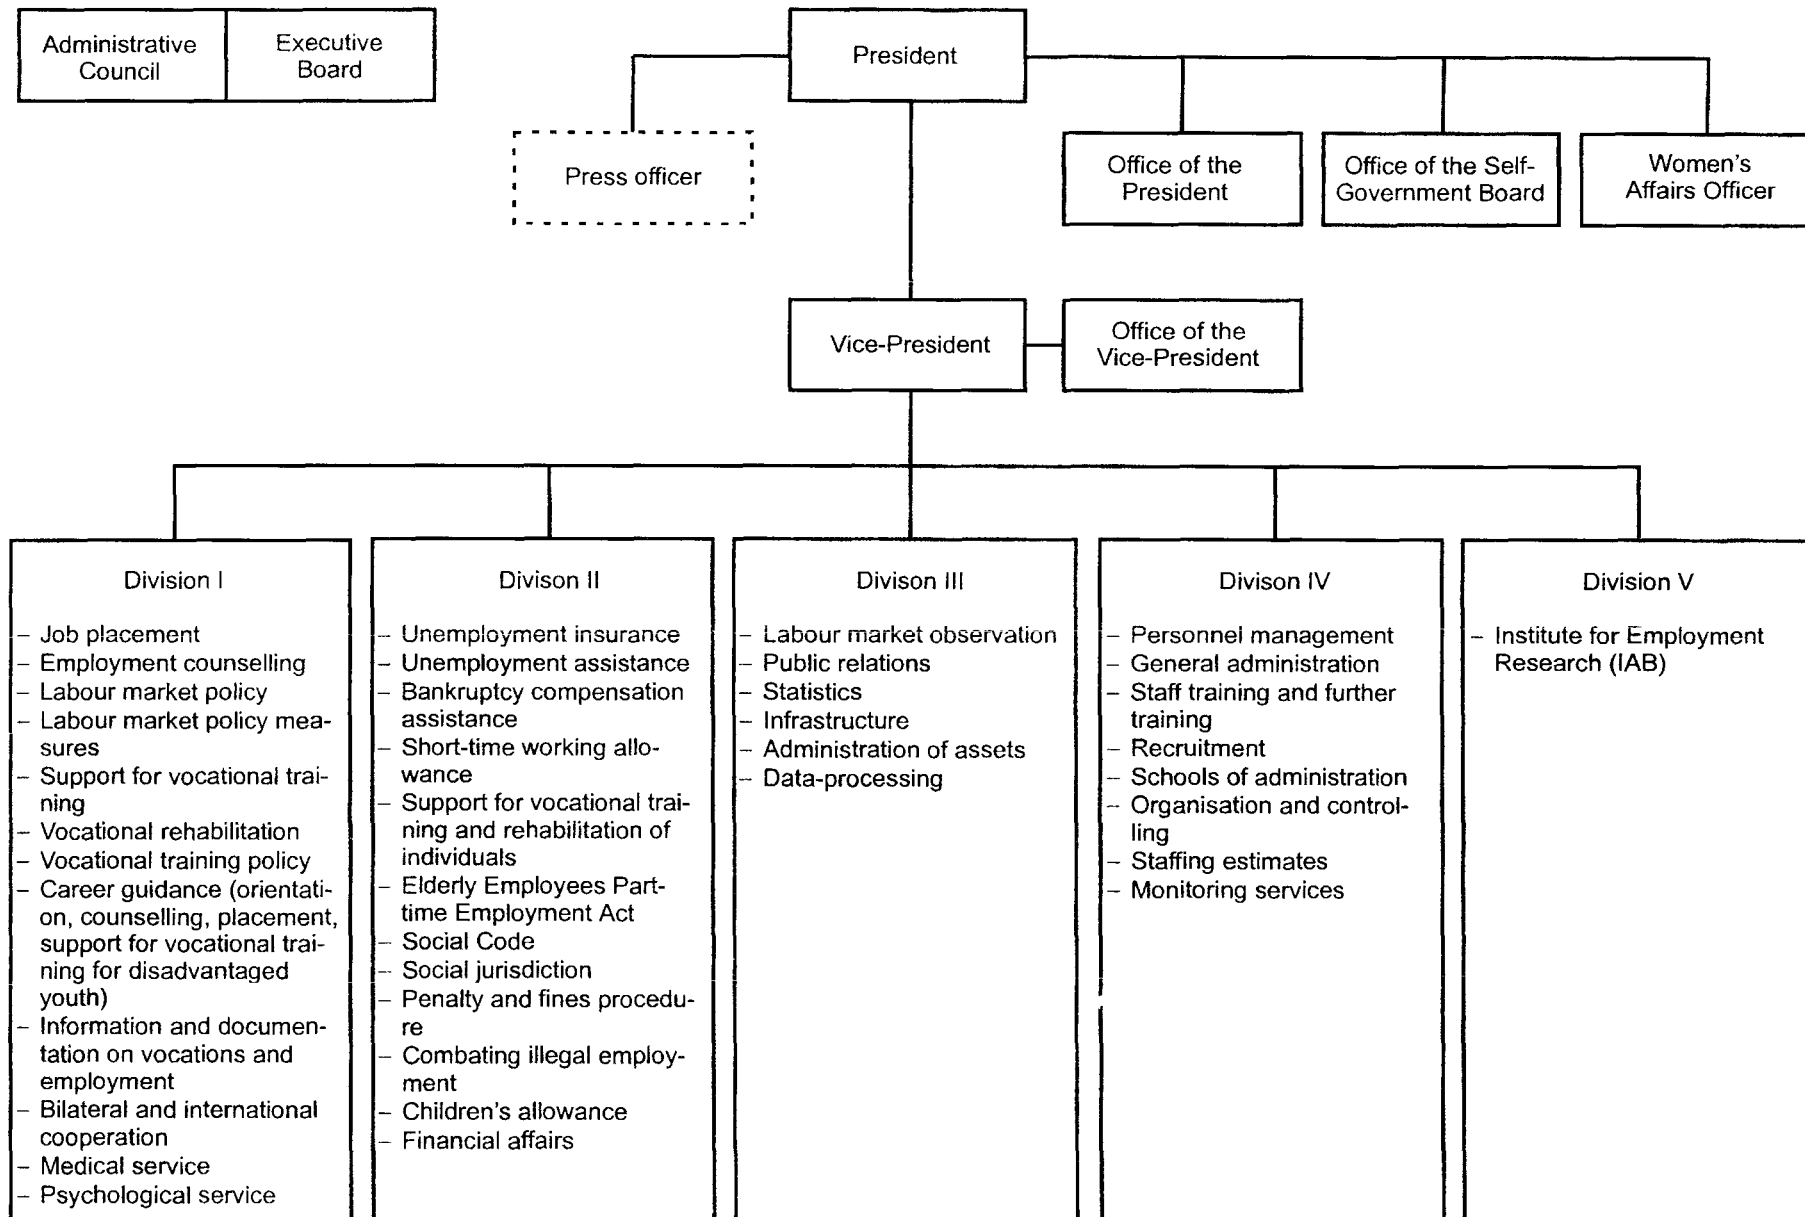 Administrative
Council
Executive
Board
President
Press officer
Office of the
President
Office of the Self-
Government Board
Women's
Affairs Officer
Vice-President
Office of the
Vice-President
Division I
– Job placement
– Employment counselling
– Labour market policy
– Labour market policy mea-
sures
– Support for vocational trai-
ning
– Vocational rehabilitation
– Vocational training policy
– Career guidance (orientati-
on, counselling, placement,
support for vocational trai-
ning for disadvantaged
youth)
– Information and documen-
tation on vocations and
employment
– Bilateral and international
cooperation
– Medical service
– Psychological service
Divison II
– Unemployment insurance
– Unemployment assistance
– Bankruptcy compensation
assistance
– Short-time working allo-
wance
– Support for vocational trai-
ning and rehabilitation of
individuals
– Elderly Employees Part-
time Employment Act
– Social Code
– Social jurisdiction
– Penalty and fines procedu-
re
– Combating illegal employ-
ment
– Children's allowance
– Financial affairs
Divison III
– Labour market observation
– Public relations
– Statistics
– Infrastructure
– Administration of assets
– Data-processing
Divison IV
– Personnel management
– General administration
– Staff training and further
training
– Recruitment
– Schools of administration
– Organisation and control-
ling
– Staffing estimates
– Monitoring services
Division V
– Institute for Employment
Research (IAB)